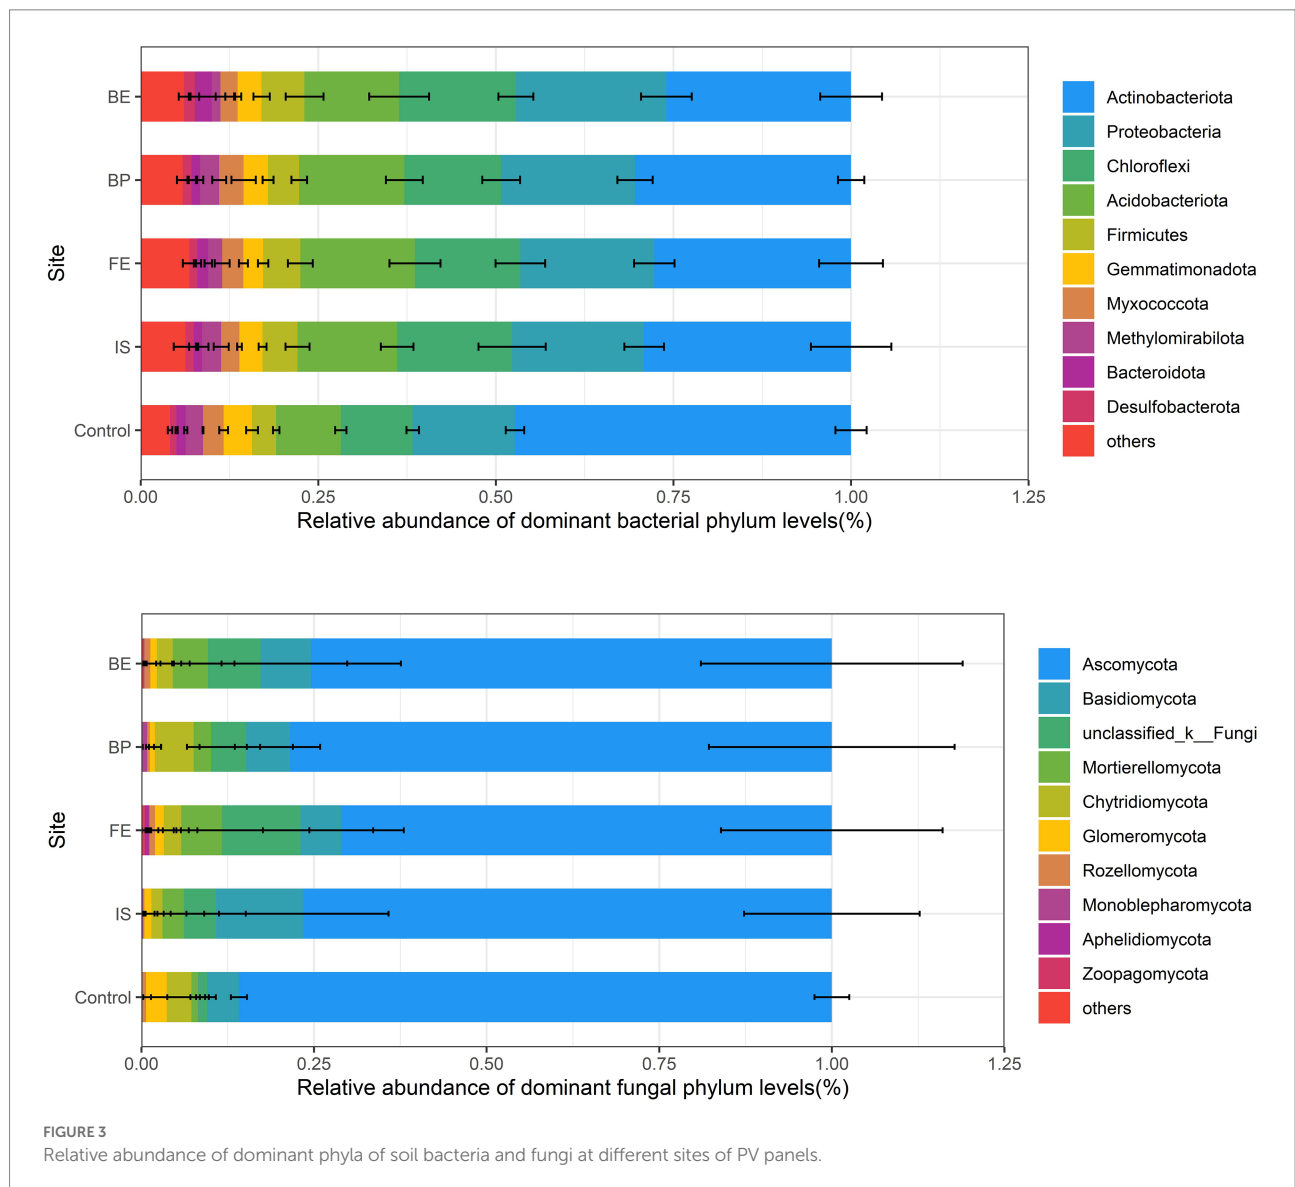 BE
BP
FE
IS
Control
Site
0.00 0.25 0.50 0.75 1.00 1.25
Relative abundance of dominant bacterial phylum levels(%)
Actinobacteriota
Proteobacteria
Chloroflexi
Acidobacteriota
Firmicutes
Gemmatimonadota
Myxococcota
Methylomirabilota
Bacteroidota
Desulfobacterota
others
BE
BP
FE
IS
Control
Site
0.00 0.25 0.50 0.75 1.00 1.25
Relative abundance of dominant fungal phylum levels(%)
Ascomycota
Basidiomycota
unclassified_k__Fungi
Mortierellomycota
Chytridiomycota
Glomeromycota
Rozellomycota
Monoblepharomycota
Aphelidiomycota
Zoopagomycota
others
FIGURE 3
Relative abundance of dominant phyla of soil bacteria and fungi at different sites of PV panels.